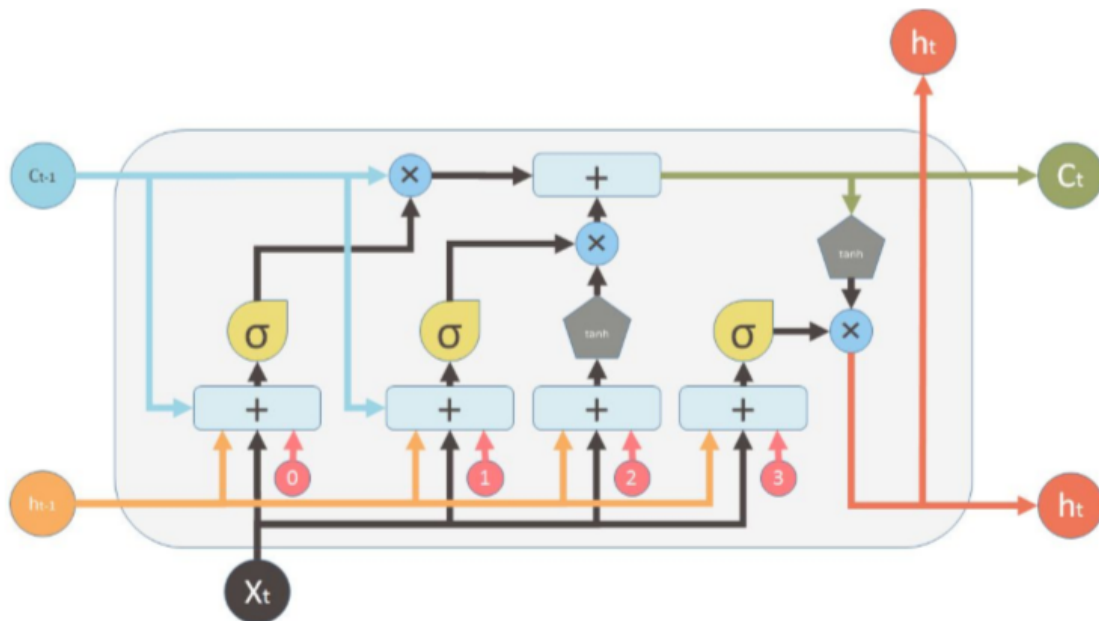 ht
Ct-1
×
+
Ct
×
tanh
σ
σ
tanh
σ
×
+
+
+
+
0
1
2
3
ht-1
ht
Xt